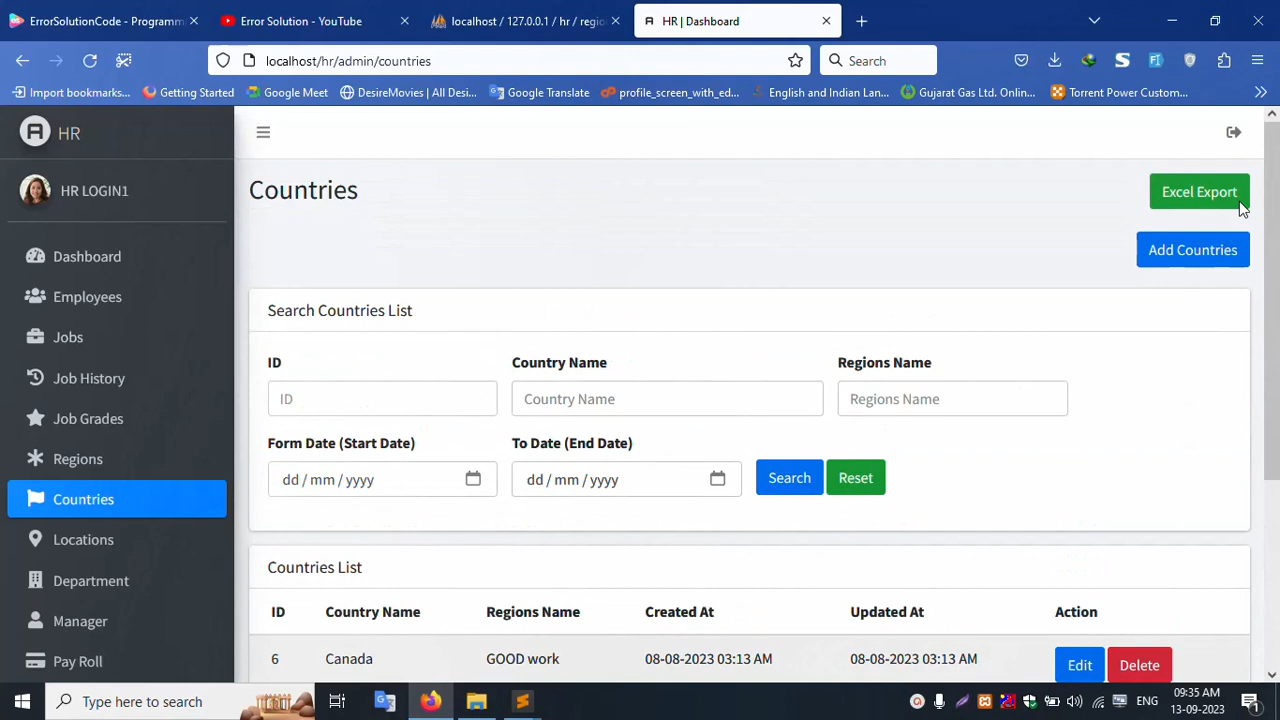 ErrorSolutionCode - Programm
Error Solution - YouTube
localhost / 127.0.0.1 / hr / regio
HR | Dashboard
localhost/hr/admin/countries
Search
Import bookmarks...
Getting Started
Google Meet
DesireMovies | All Desi...
Google Translate
profile_screen_with_ed...
English and Indian Lan...
Gujarat Gas Ltd. Onlin...
Torrent Power Custom...
HR
HR LOGIN1
Dashboard
Employees
Jobs
Job History
Job Grades
Regions
Countries
Locations
Department
Manager
Pay Roll
Countries
Excel Export
Add Countries
Search Countries List
ID Country Name Regions Name
ID Country Name Regions Name
Form Date (Start Date) To Date (End Date)
dd / mm / yyyy dd / mm / yyyy Search Reset
Countries List
ID Country Name Regions Name Created At Updated At Action
6 Canada GOOD work 08-08-2023 03:13 AM 08-08-2023 03:13 AM Edit Delete
Type here to search
ENG
09:35 AM
13-09-2023
1